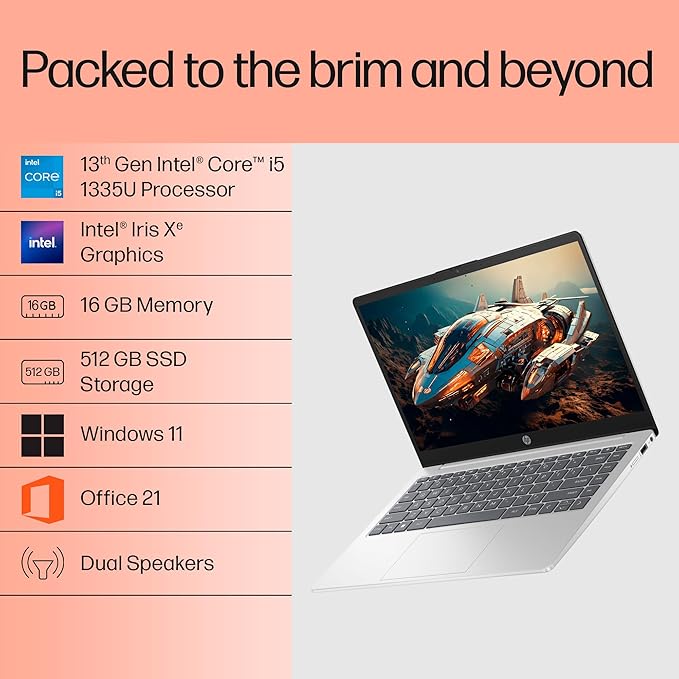 Packed to the brim and beyond
intel
CORE
i5
13th Gen Intel® Core™ i5
1335U Processor
intel.
Intel® Iris Xᵉ
Graphics
16GB
16 GB Memory
512 GB
512 GB SSD
Storage
Windows 11
Office 21
Dual Speakers
hp